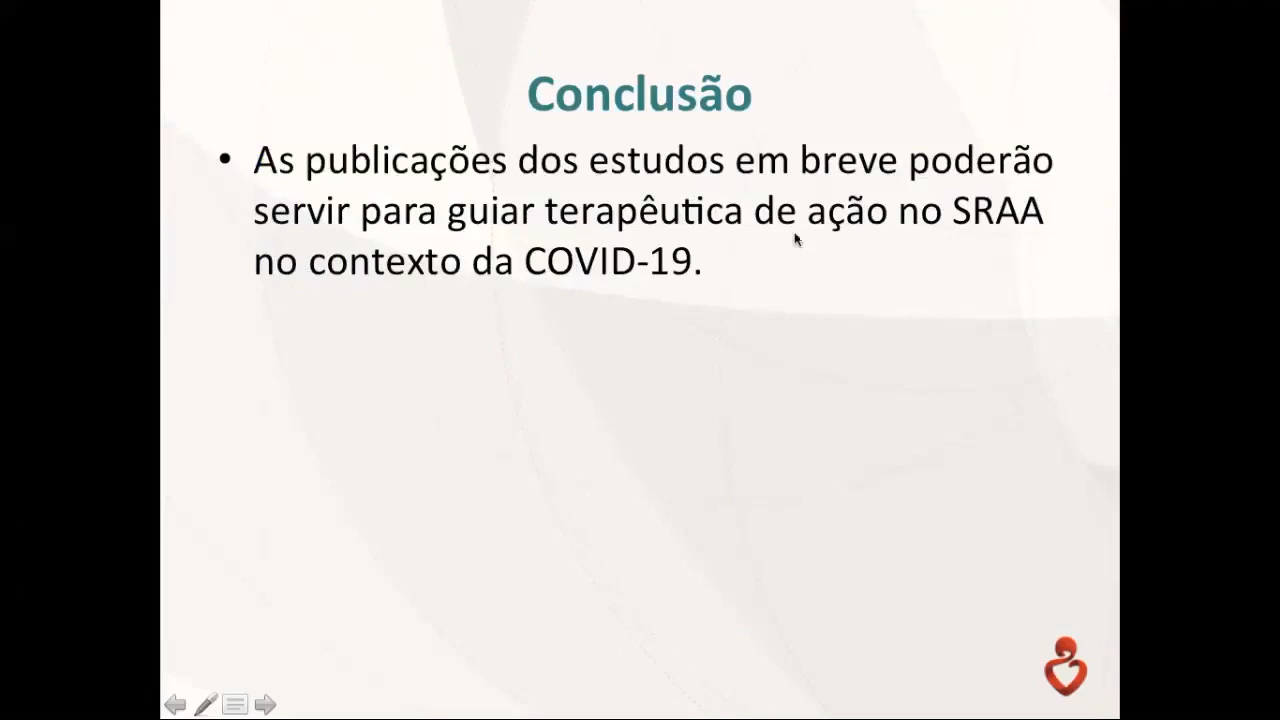 Conclusão
• As publicações dos estudos em breve poderão
servir para guiar terapêutica de ação no SRAA
no contexto da COVID-19.